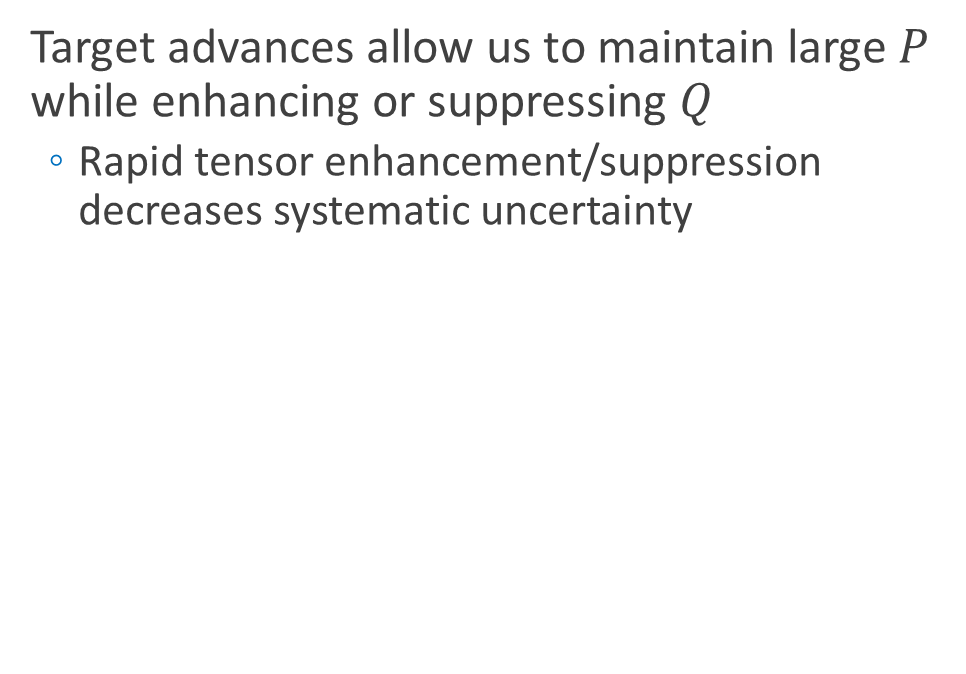 Target advances allow us to maintain large 𝑃
while enhancing or suppressing 𝑄
◦ Rapid tensor enhancement/suppression
decreases systematic uncertainty